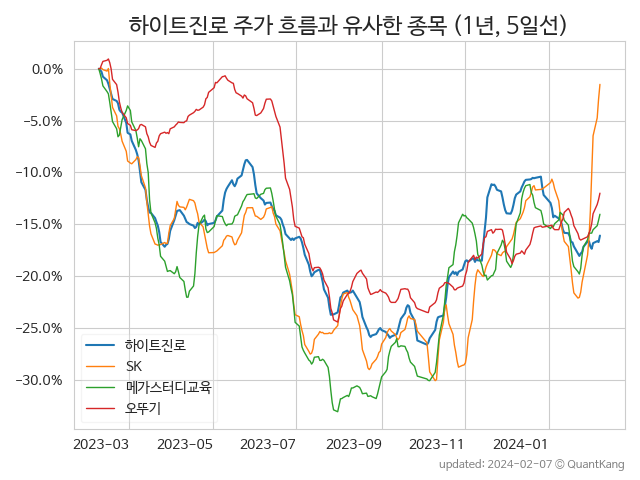 하이트진로 주가 흐름과 유사한 종목 (1년, 5일선)
0.0%
−5.0%
−10.0%
−15.0%
−20.0%
−25.0%
−30.0%
하이트진로
SK
메가스터디교육
오뚜기
2023-03 2023-05 2023-07 2023-09 2023-11 2024-01
updated: 2024-02-07 © QuantKang